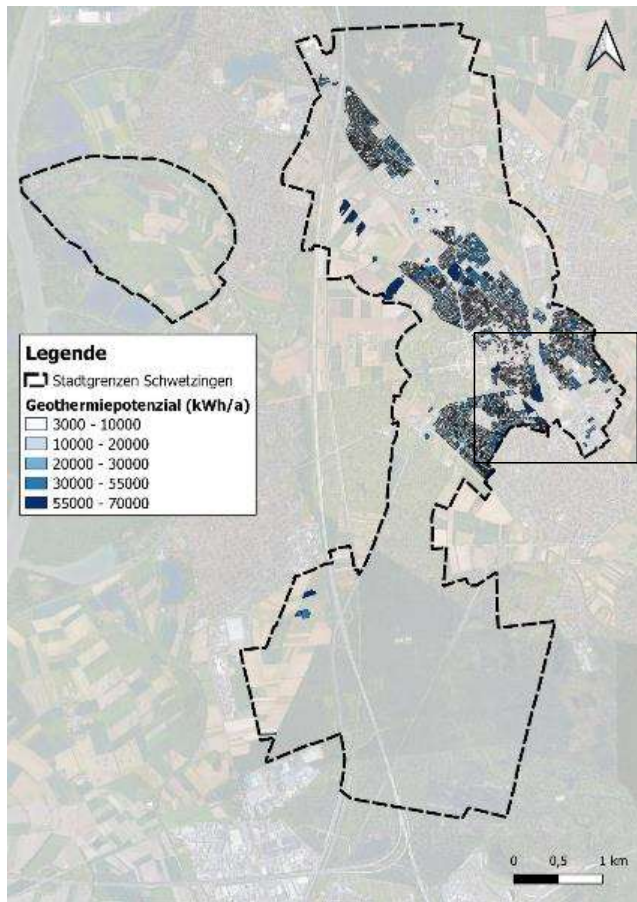 Legende
Stadtgrenzen Schwetzingen
Geothermiepotenzial (kWh/a)
3000 - 10000
10000 - 20000
20000 - 30000
30000 - 55000
55000 - 70000
0 0,5 1 km